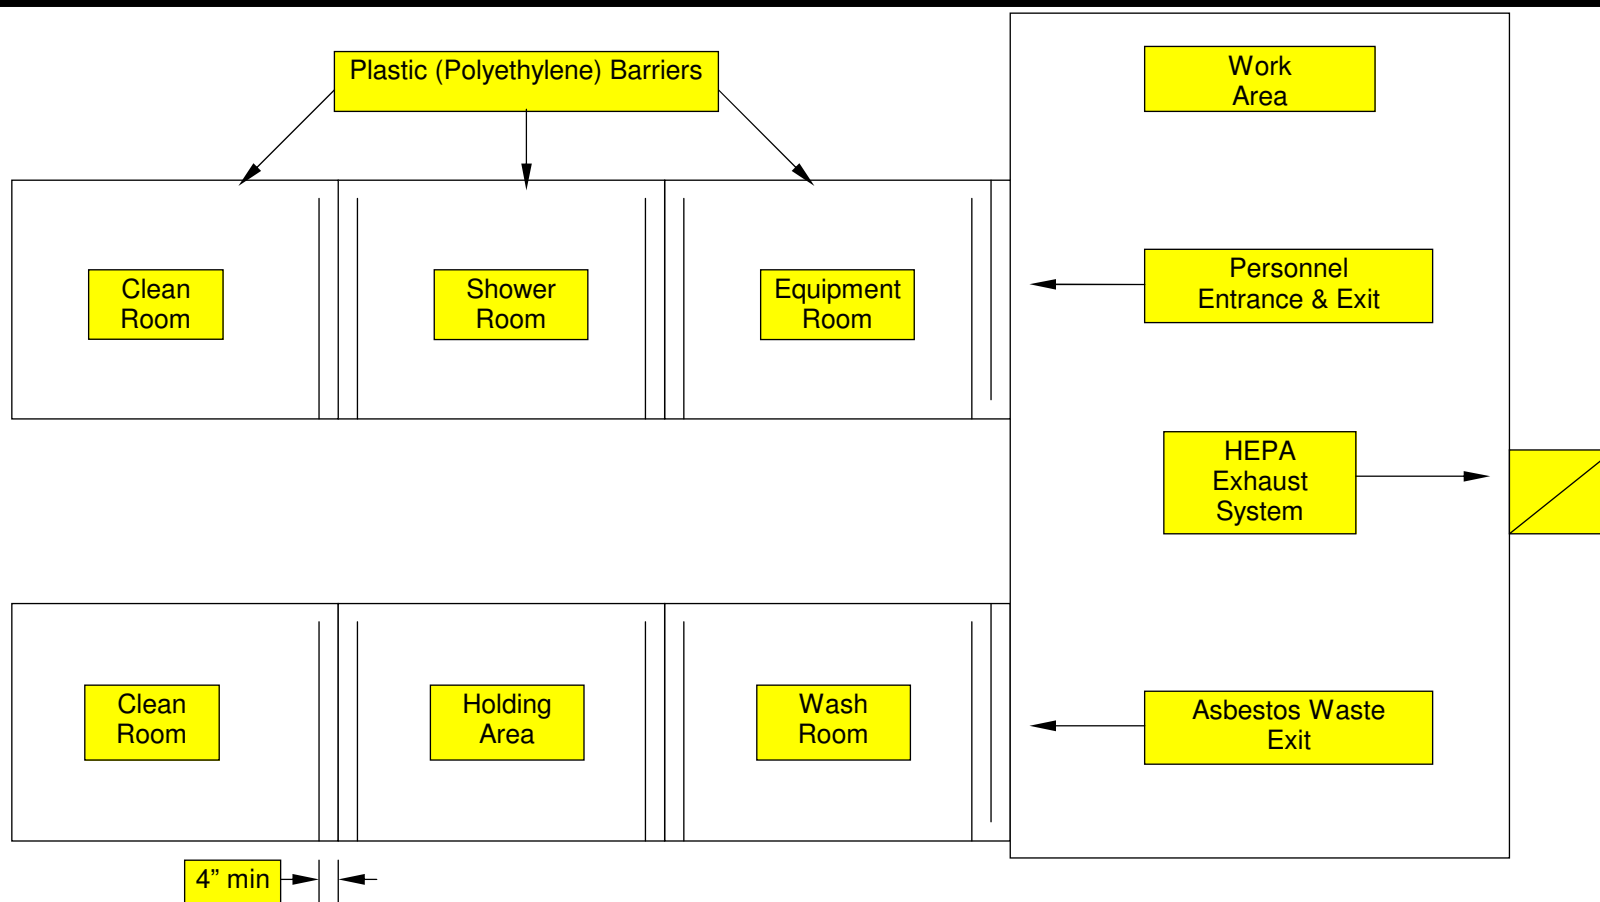 Plastic (Polyethylene) Barriers
Work
Area
Clean
Room
Shower
Room
Equipment
Room
Personnel
Entrance & Exit
HEPA
Exhaust
System
Clean
Room
Holding
Area
Wash
Room
Asbestos Waste
Exit
4” min